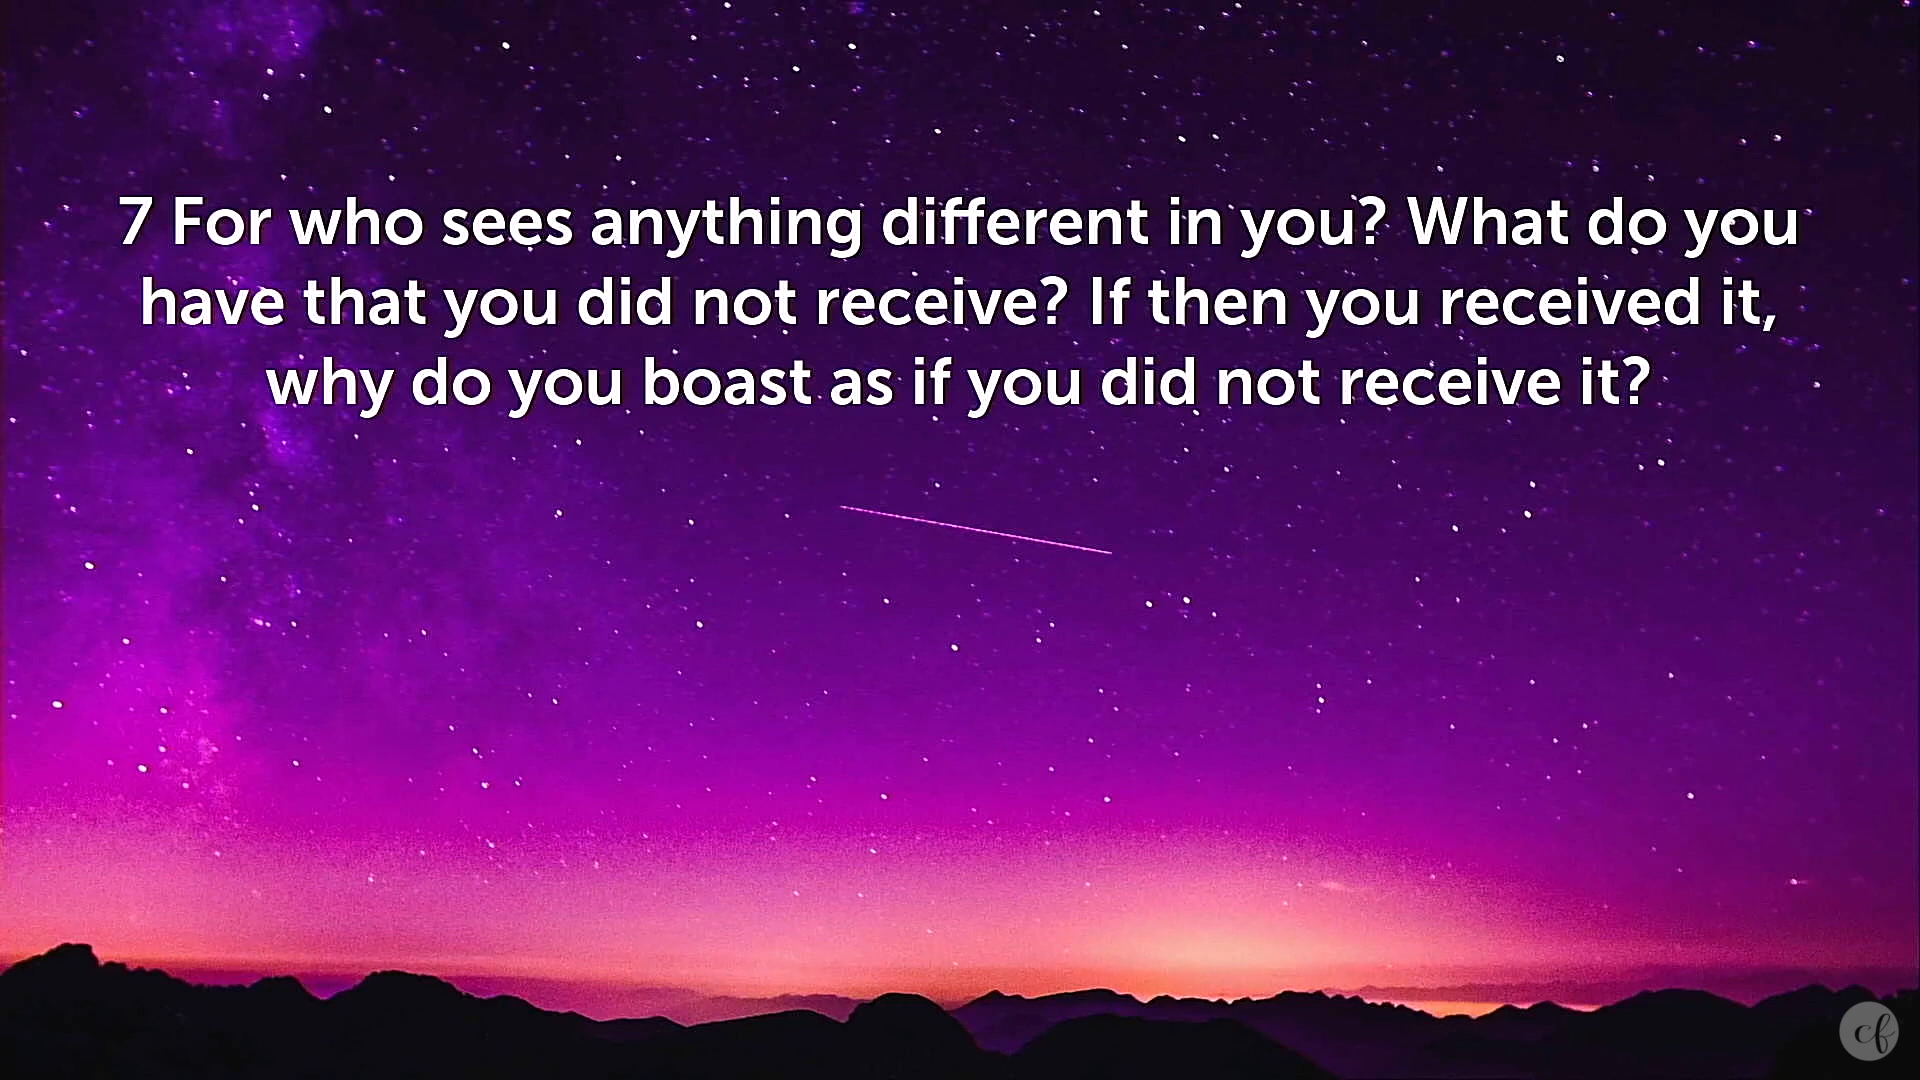 7 For who sees anything different in you? What do you
have that you did not receive? If then you received it,
why do you boast as if you did not receive it?
cf